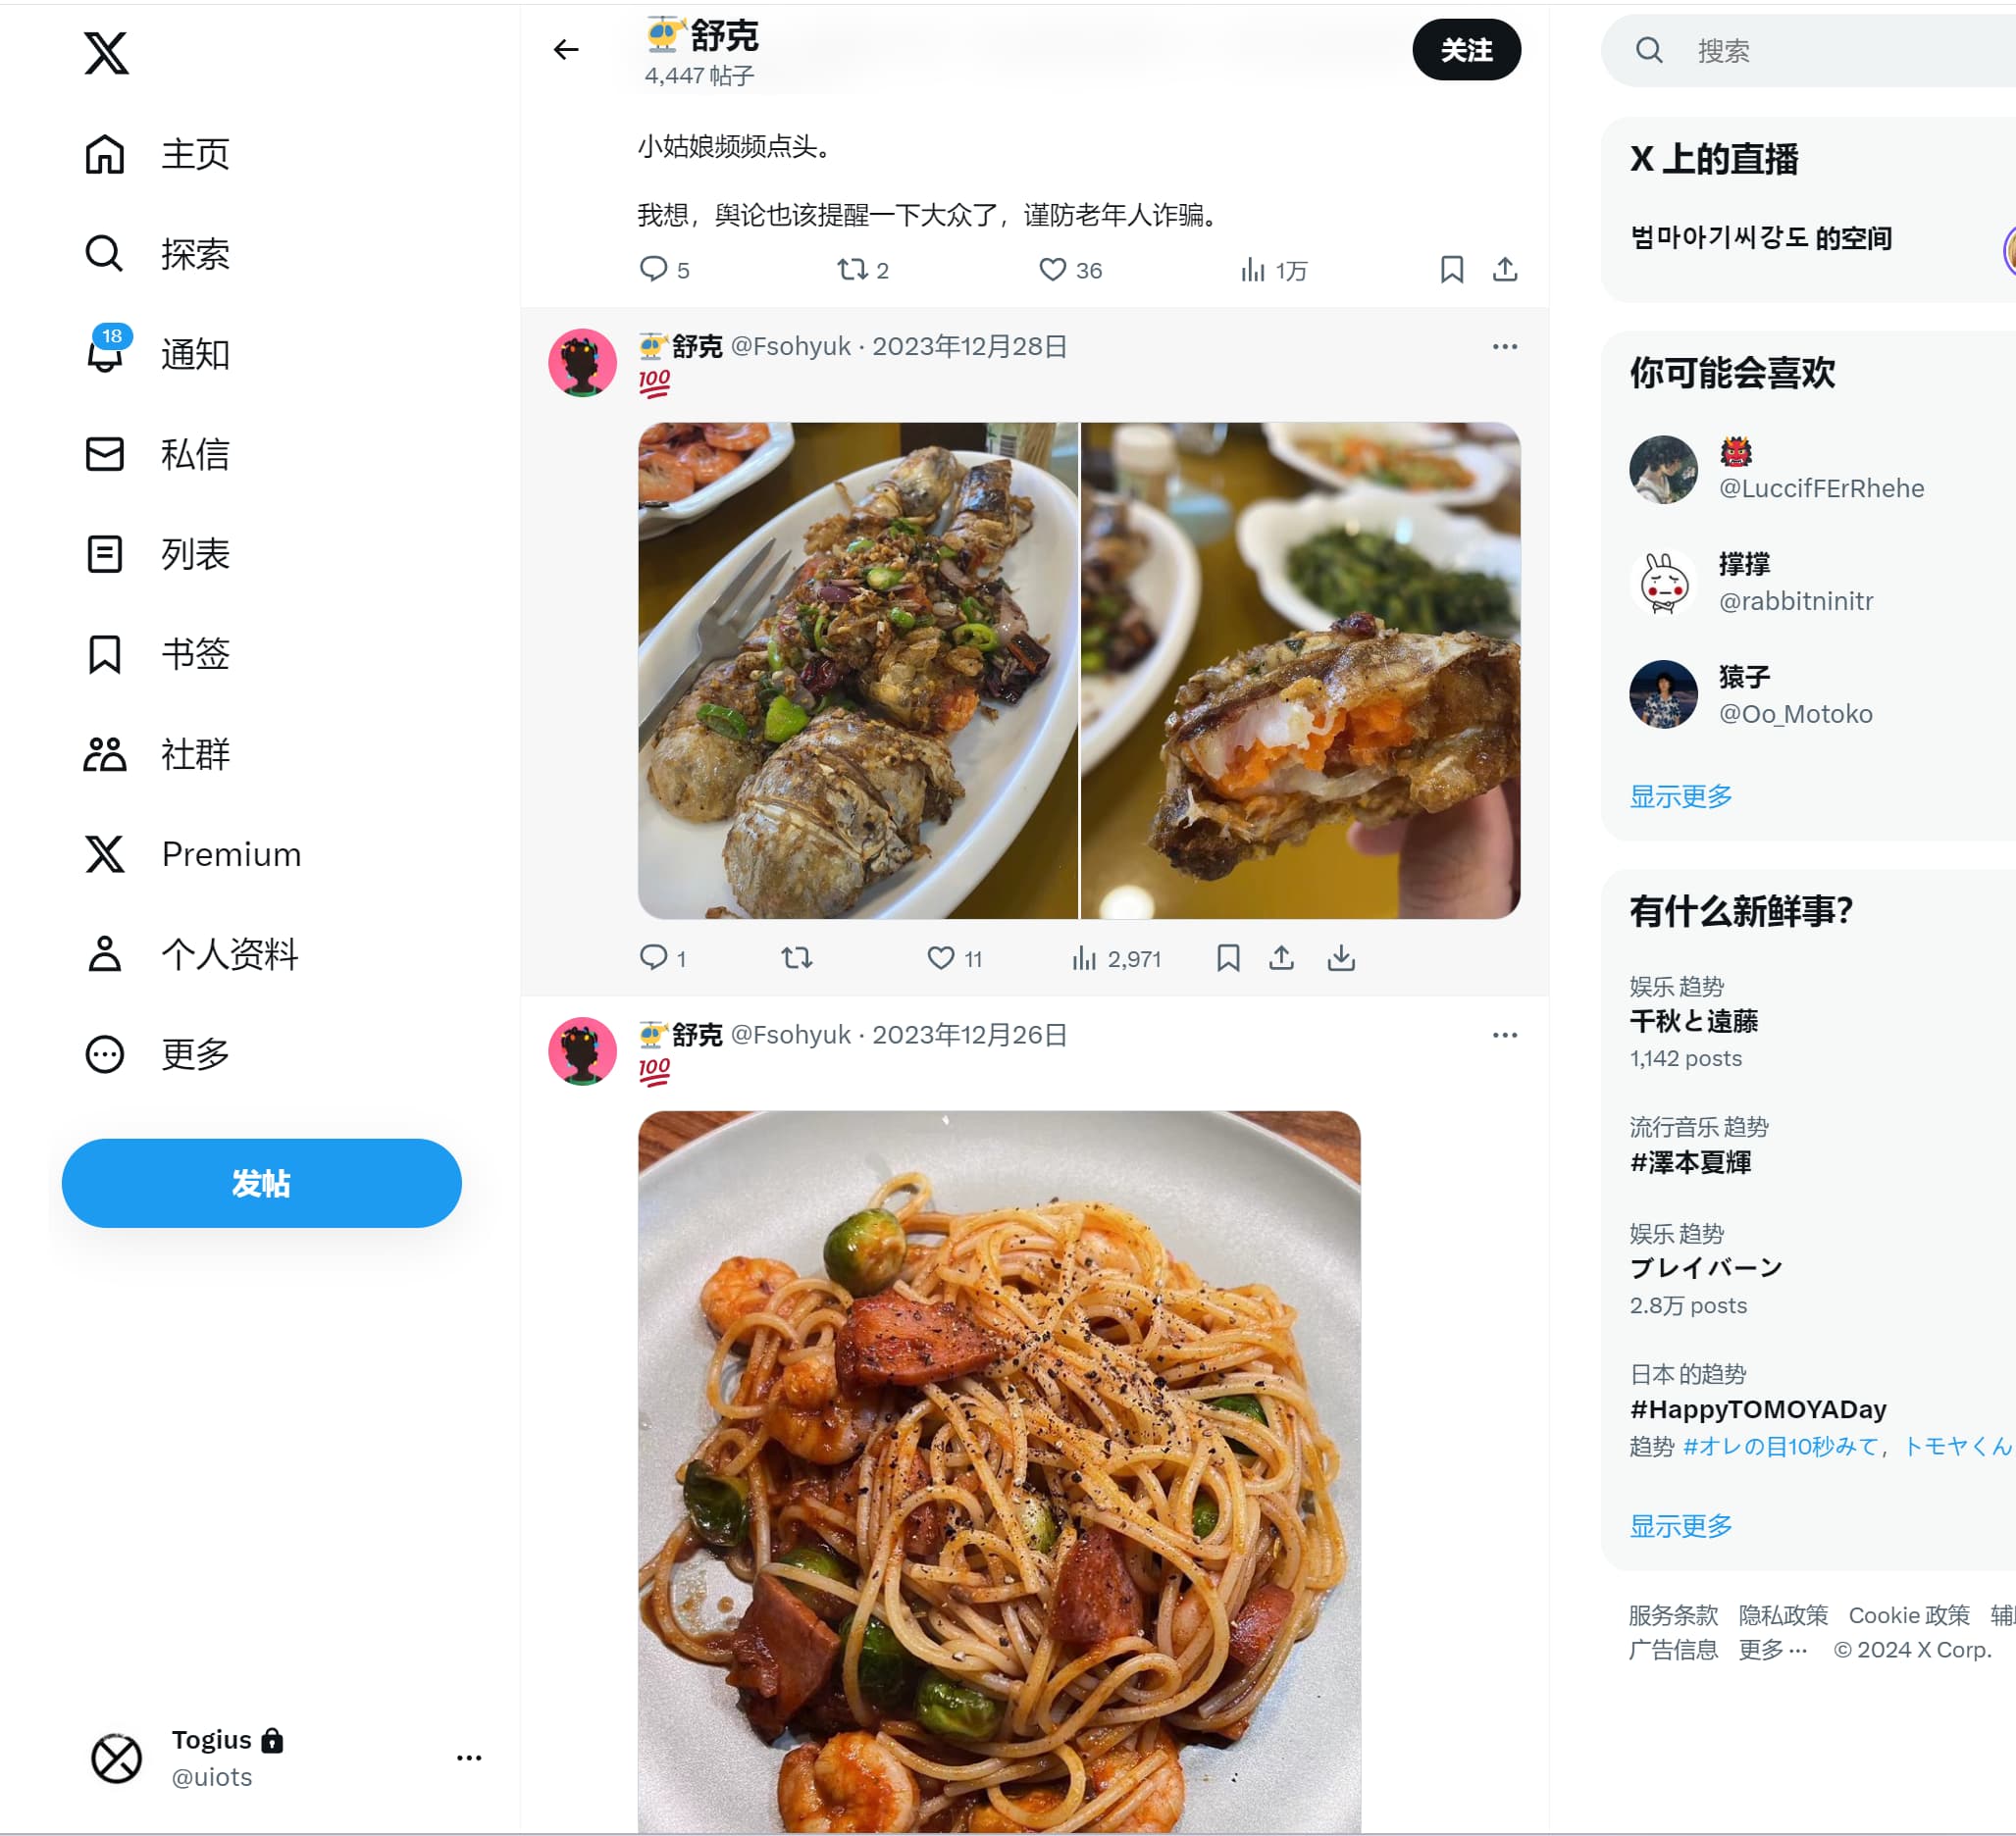 主页
探索
18
通知
私信
列表
书签
社群
Premium
个人资料
更多
发帖
Togius
@uiots
舒克
4,447 帖子
关注
小姑娘频频点头。
我想，舆论也该提醒一下大众了，谨防老年人诈骗。
5 2 36 1万
舒克 @Fsohyuk · 2023年12月28日
💯
1 11 2,971
舒克 @Fsohyuk · 2023年12月26日
💯
搜索
X 上的直播
범마아기씨강도 的空间
你可能会喜欢
@LuccifFErRhehe
撑撑
@rabbitninitr
猿子
@Oo_Motoko
显示更多
有什么新鲜事？
娱乐 趋势
千秋と遠藤
1,142 posts
流行音乐 趋势
#澤本夏輝
娱乐 趋势
ブレイバーン
2.8万 posts
日本 的趋势
#HappyTOMOYADay
趋势 #オレの目10秒みて，トモヤくん
显示更多
服务条款 隐私政策 Cookie 政策
广告信息 更多 ··· © 2024 X Corp.